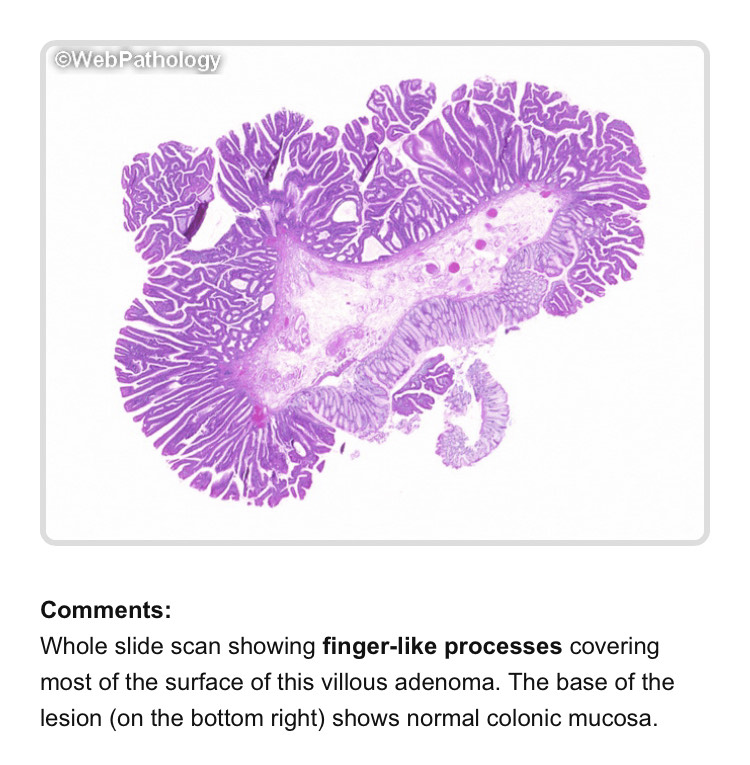 ©WebPathology
Comments:
Whole slide scan showing finger-like processes covering
most of the surface of this villous adenoma. The base of the
lesion (on the bottom right) shows normal colonic mucosa.